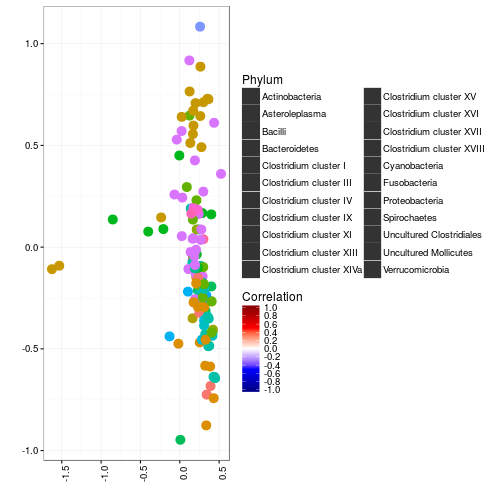 1.0
0.5
0.0
-0.5
-1.0
-1.5
-1.0
-0.5
0.0
0.5
Phylum
Actinobacteria
Asteroleplasma
Bacilli
Bacteroidetes
Clostridium cluster I
Clostridium cluster III
Clostridium cluster IV
Clostridium cluster IX
Clostridium cluster XI
Clostridium cluster XIII
Clostridium cluster XIVa
Clostridium cluster XV
Clostridium cluster XVI
Clostridium cluster XVII
Clostridium cluster XVIII
Cyanobacteria
Fusobacteria
Proteobacteria
Spirochaetes
Uncultured Clostridiales
Uncultured Mollicutes
Verrucomicrobia
Correlation
1.0
0.8
0.6
0.4
0.2
0.0
-0.2
-0.4
-0.6
-0.8
-1.0